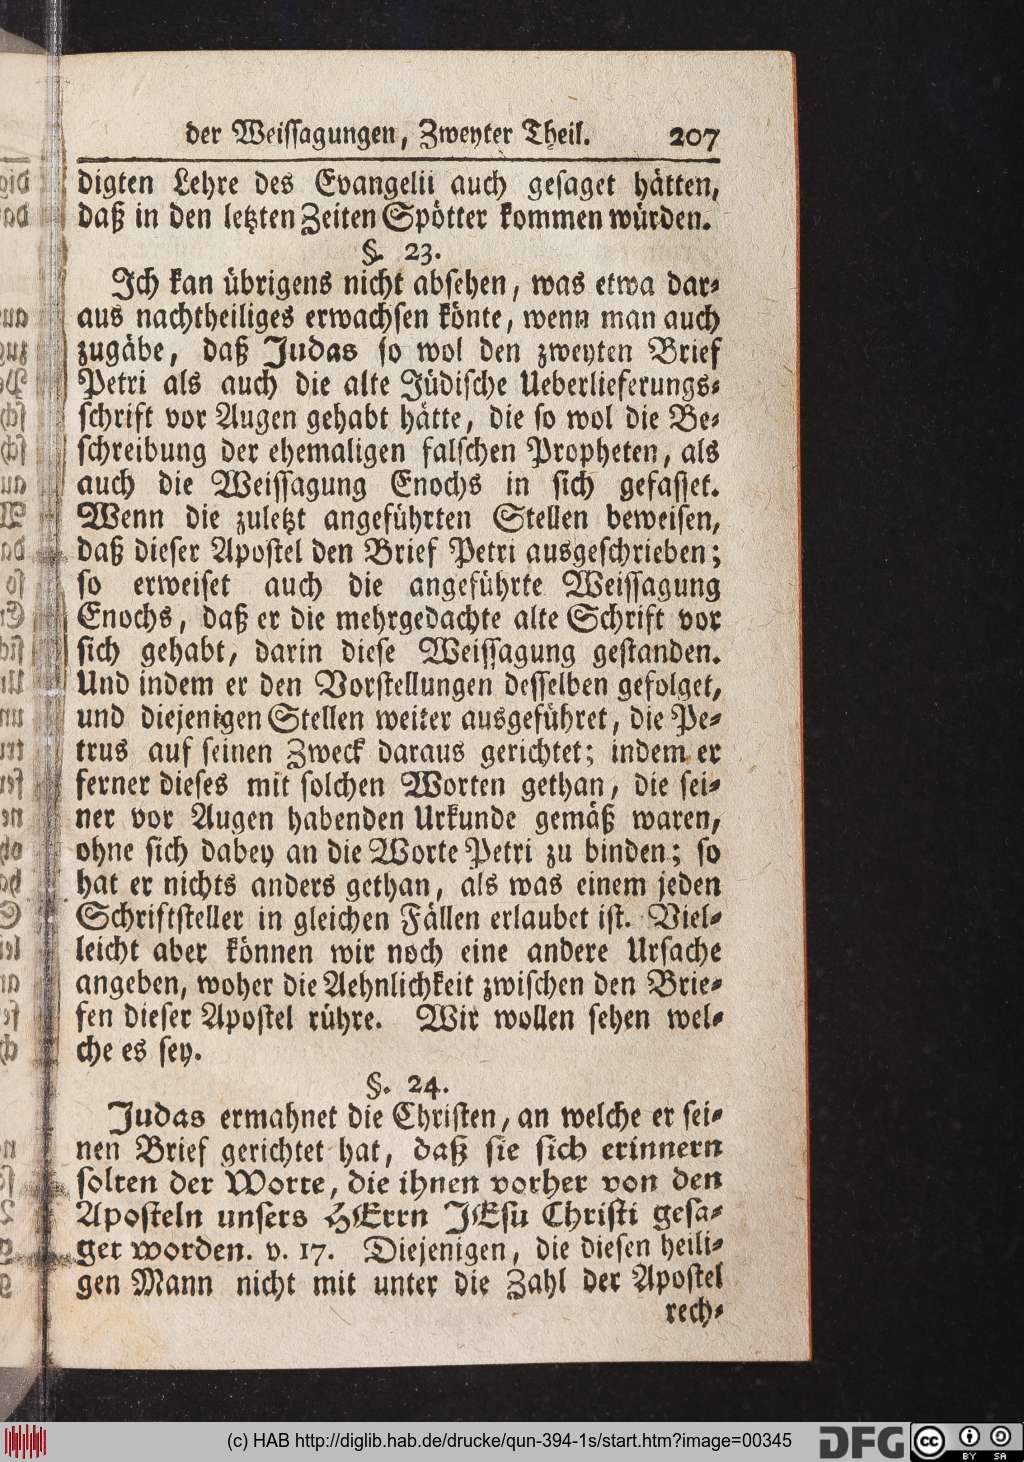 der Weissagungen, Zweyter Theil. 207
digten Lehre des Evangelii auch gesaget hätten,
daß in den letzten Zeiten Spötter kommen würden.
§. 23.
Ich kan übrigens nicht absehen, was etwa dar-
aus nachtheiliges erwachsen könte, wenn man auch
zugäbe, daß Judas so wol den zweyten Brief
Petri als auch die alte Jüdische Ueberlieferungs-
schrift vor Augen gehabt hätte, die so wol die Be-
schreibung der ehemaligen falschen Propheten, als
auch die Weissagung Enochs in sich gefasset.
Wenn die zuletzt angeführten Stellen beweisen,
daß dieser Apostel den Brief Petri ausgeschrieben;
so erweiset auch die angeführte Weissagung
Enochs, daß er die mehrgedachte alte Schrift vor
sich gehabt, darin diese Weissagung gestanden.
Und indem er den Vorstellungen desselben gefolget,
und diejenigen Stellen weiter ausgeführet, die Pe-
trus auf seinen Zweck daraus gerichtet; indem er
ferner dieses mit solchen Worten gethan, die sei-
ner vor Augen habenden Urkunde gemäß waren,
ohne sich dabey an die Worte Petri zu binden; so
hat er nichts anders gethan, als was einem jeden
Schriftsteller in gleichen Fällen erlaubet ist. Viel-
leicht aber können wir noch eine andere Ursache
angeben, woher die Aehnlichkeit zwischen den Brie-
fen dieser Apostel rühre. Wir wollen sehen wel-
che es sey.
§. 24.
Judas ermahnet die Christen, an welche er sei-
nen Brief gerichtet hat, daß sie sich erinnern
solten der Worte, die ihnen vorher von den
Aposteln unsers HErrn JEsu Christi gesa-
get worden. v. 17. Diejenigen, die diesen heili-
gen Mann nicht mit unter die Zahl der Apostel
rech-
(c) HAB http://diglib.hab.de/drucke/qun-394-1s/start.htm?image=00345
DFG
cc BY SA